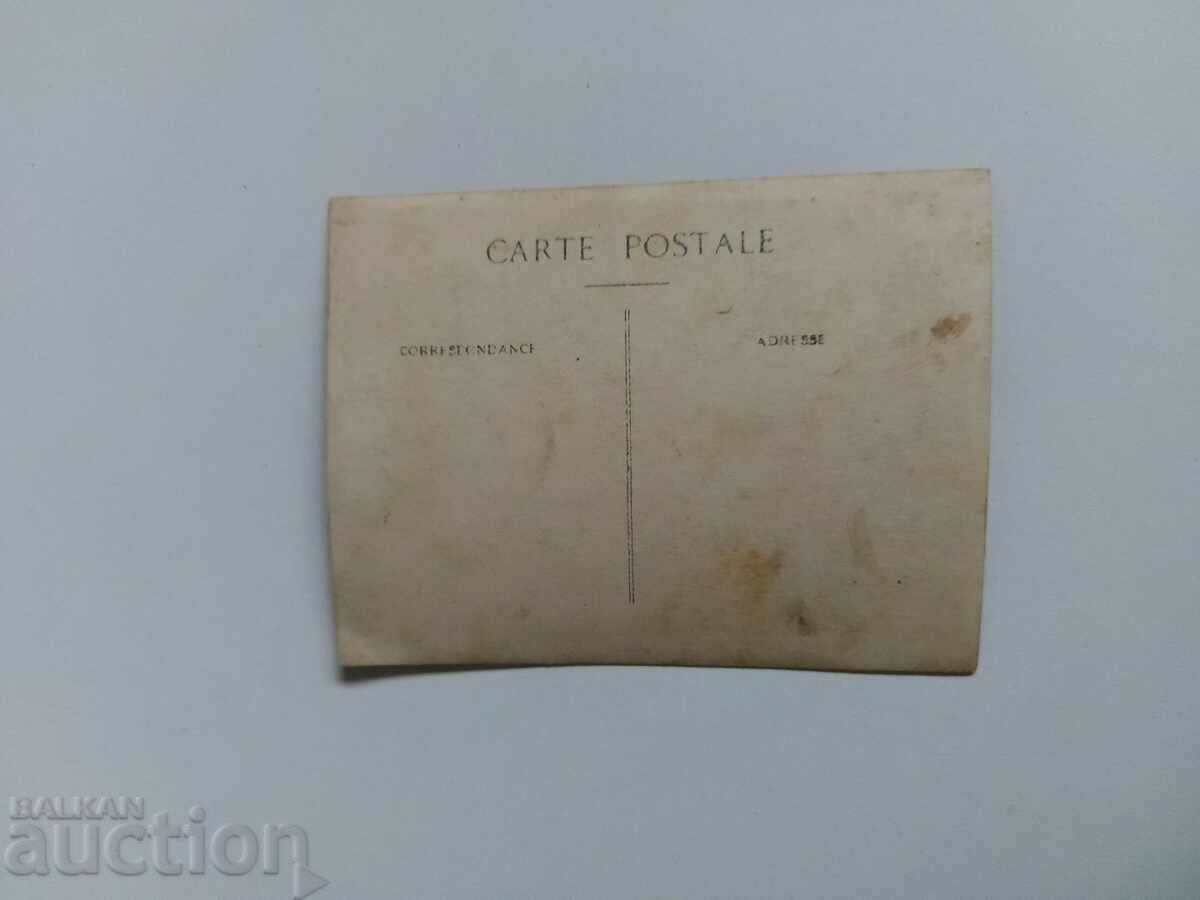 CARTE POSTALE
CORRESPONDANCE
ADRESSE
BALKAN
auction